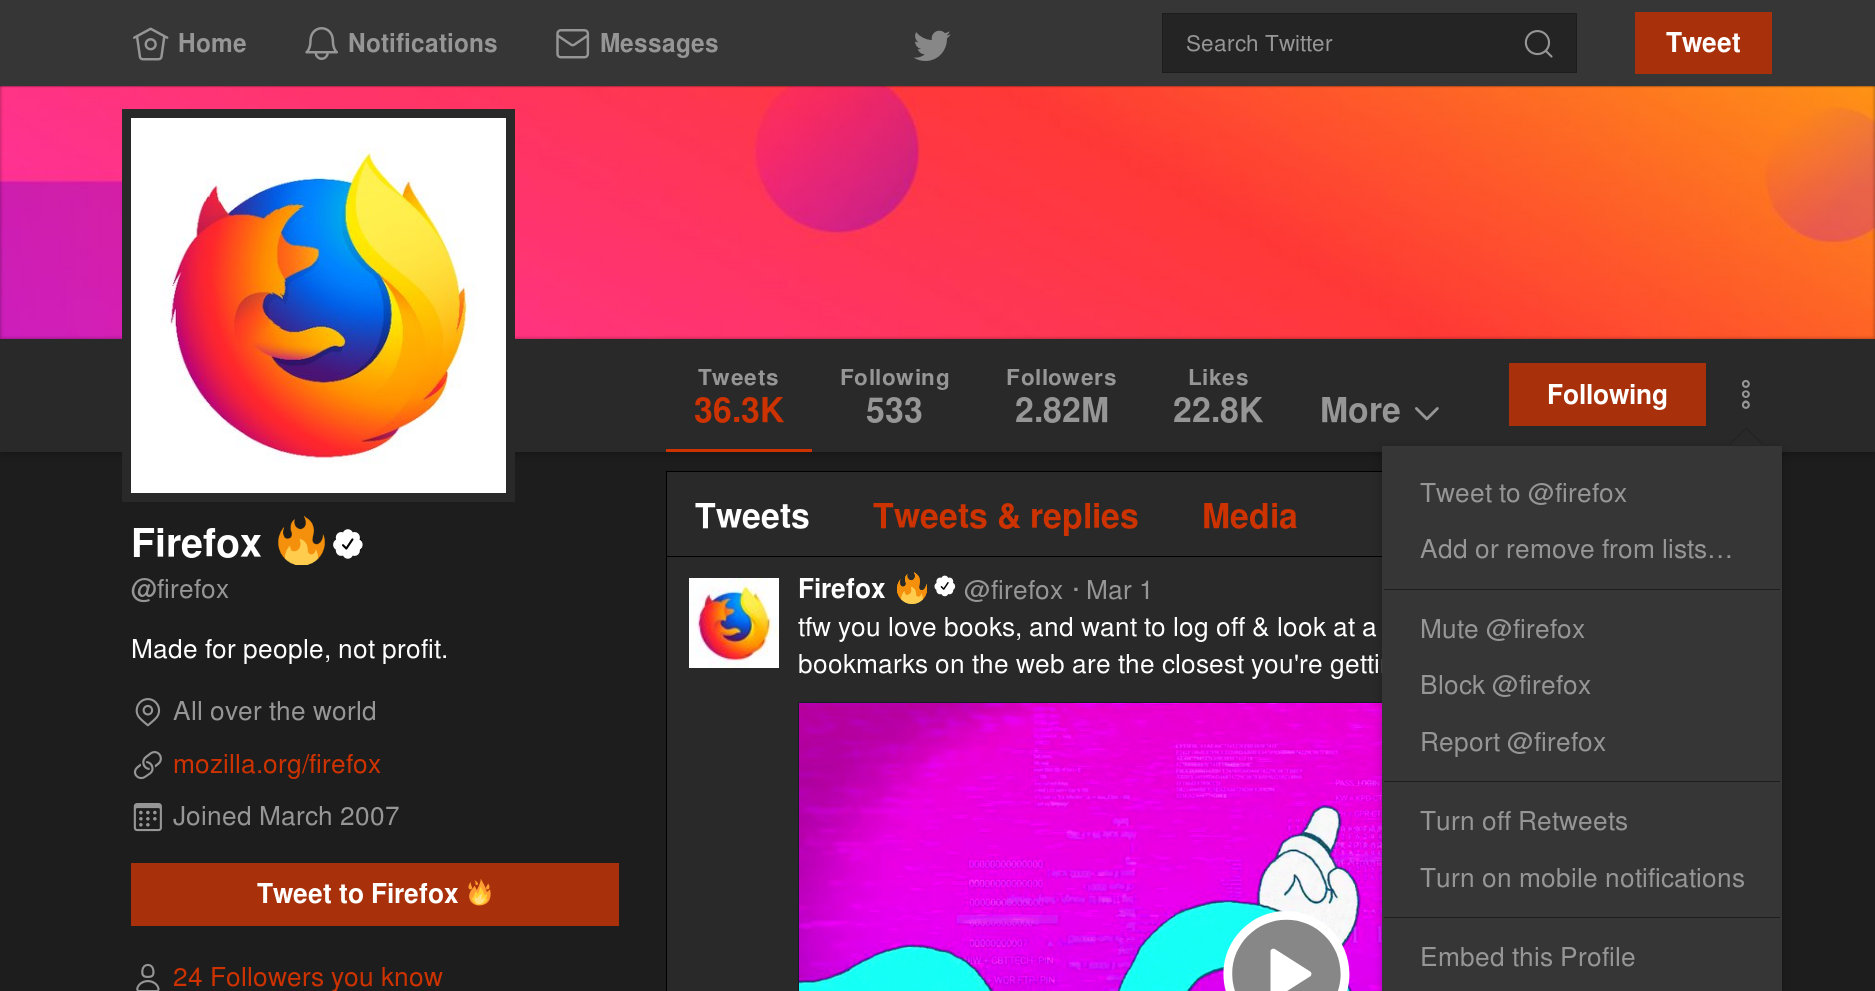 Home
Notifications
Messages
Search Twitter
Tweet
Tweets
36.3K
Following
533
Followers
2.82M
Likes
22.8K
More
Following
Firefox 🔥
@firefox
Made for people, not profit.
All over the world
mozilla.org/firefox
Joined March 2007
Tweet to Firefox 🔥
24 Followers you know
Tweets
Tweets & replies
Media
Firefox 🔥 @firefox · Mar 1
tfw you love books, and want to log off & look at a
bookmarks on the web are the closest you're
Tweet to @firefox
Add or remove from lists…
Mute @firefox
Block @firefox
Report @firefox
Turn off Retweets
Turn on mobile notifications
Embed this Profile